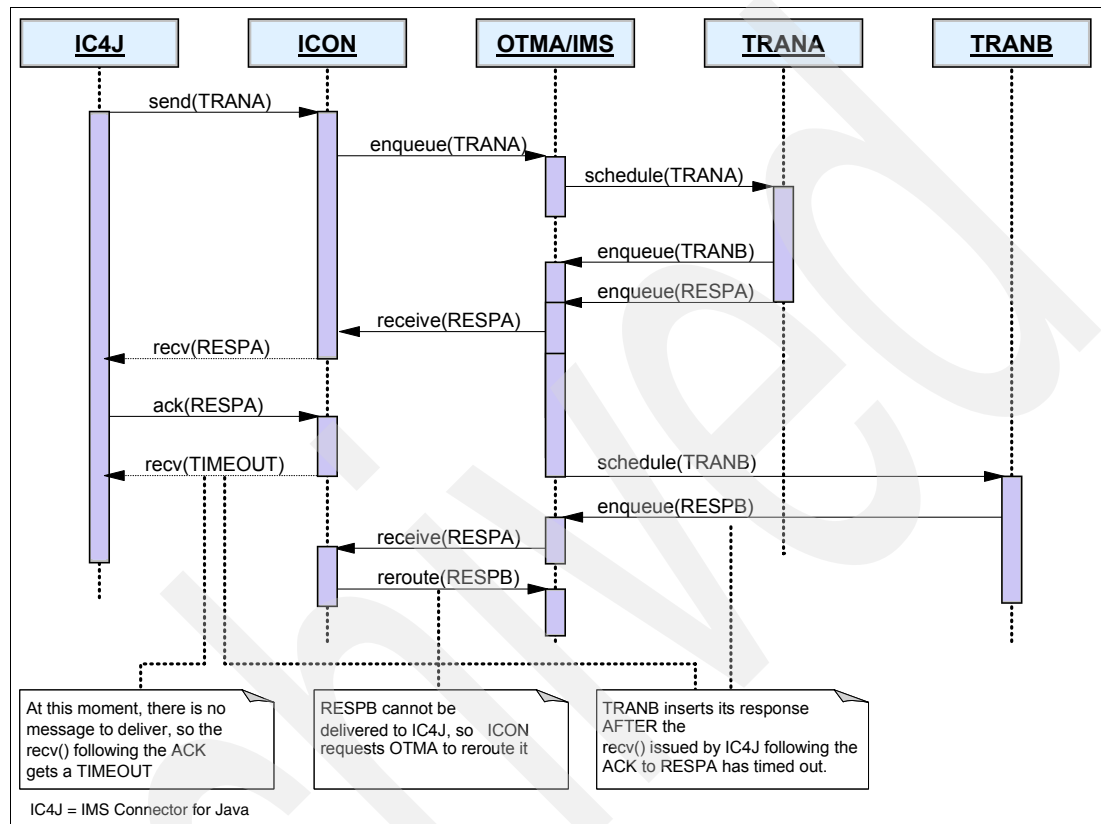 IC4J ICON OTMA/IMS TRANA TRANB
send(TRANA)
enqueue(TRANA)
schedule(TRANA)
enqueue(TRANB)
enqueue(RESPA)
receive(RESPA)
recv(RESPA)
ack(RESPA)
recv(TIMEOUT)
schedule(TRANB)
enqueue(RESPB)
receive(RESPA)
reroute(RESPB)
At this moment, there is no
message to deliver, so the
recv() following the ACK
gets a TIMEOUT
RESPB cannot be
delivered to IC4J, so ICON
requests OTMA to reroute it
TRANB inserts its response
AFTER the
recv() issued by IC4J following the
ACK to RESPA has timed out.
IC4J = IMS Connector for Java